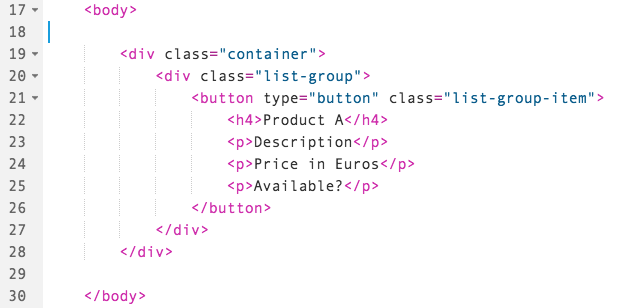 17 <body>
18
19 <div class="container">
20 <div class="list-group">
21 <button type="button" class="list-group-item">
22 <h4>Product A</h4>
23 <p>Description</p>
24 <p>Price in Euros</p>
25 <p>Available?</p>
26 </button>
27 </div>
28 </div>
29
30 </body>